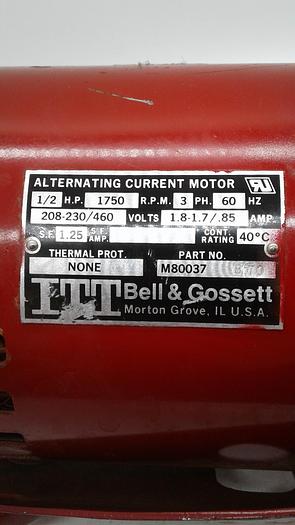 ALTERNATING CURRENT MOTOR
1/2 H.P. 1750 R.P.M. 3 PH. 60 HZ
208-230/460 VOLTS 1.8-1.7/.85 AMP.
S.F. 1.25 S.F. AMP. CONT. RATING 40°C
THERMAL PROT. PART NO.
NONE M80037
ITT Bell & Gossett
Morton Grove, IL U.S.A.